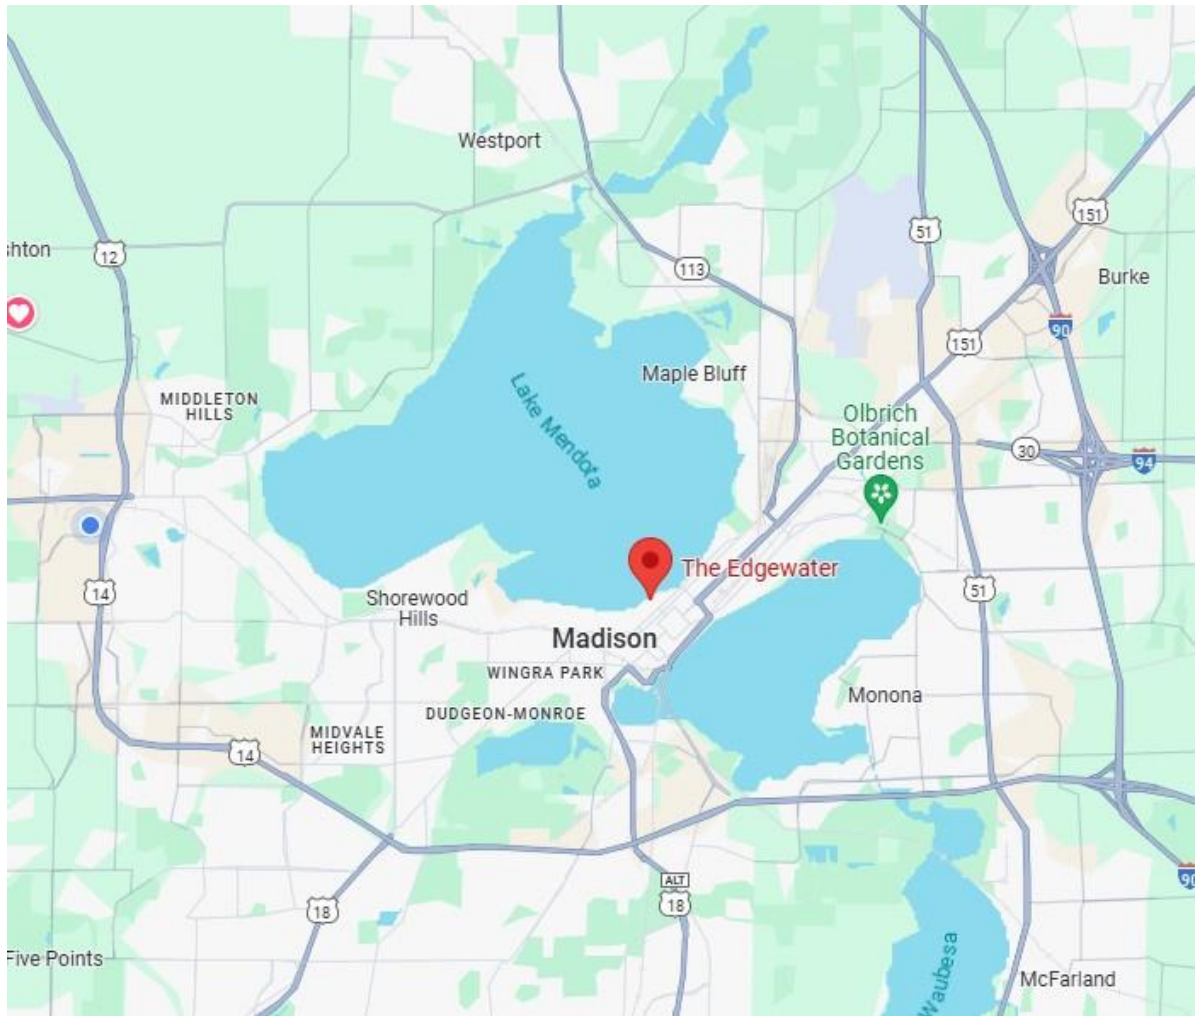 Westport
151
51
shton
12
113
Burke
90
151
Maple Bluff
Lake Mendota
MIDDLETON
HILLS
Olbrich
Botanical
Gardens
30
94
The Edgewater
14
51
Shorewood
Hills
Madison
WINGRA PARK
Monona
DUDGEON-MONROE
MIDVALE
HEIGHTS
14
ALT
18
18
90
Waubesa
Five Points
McFarland